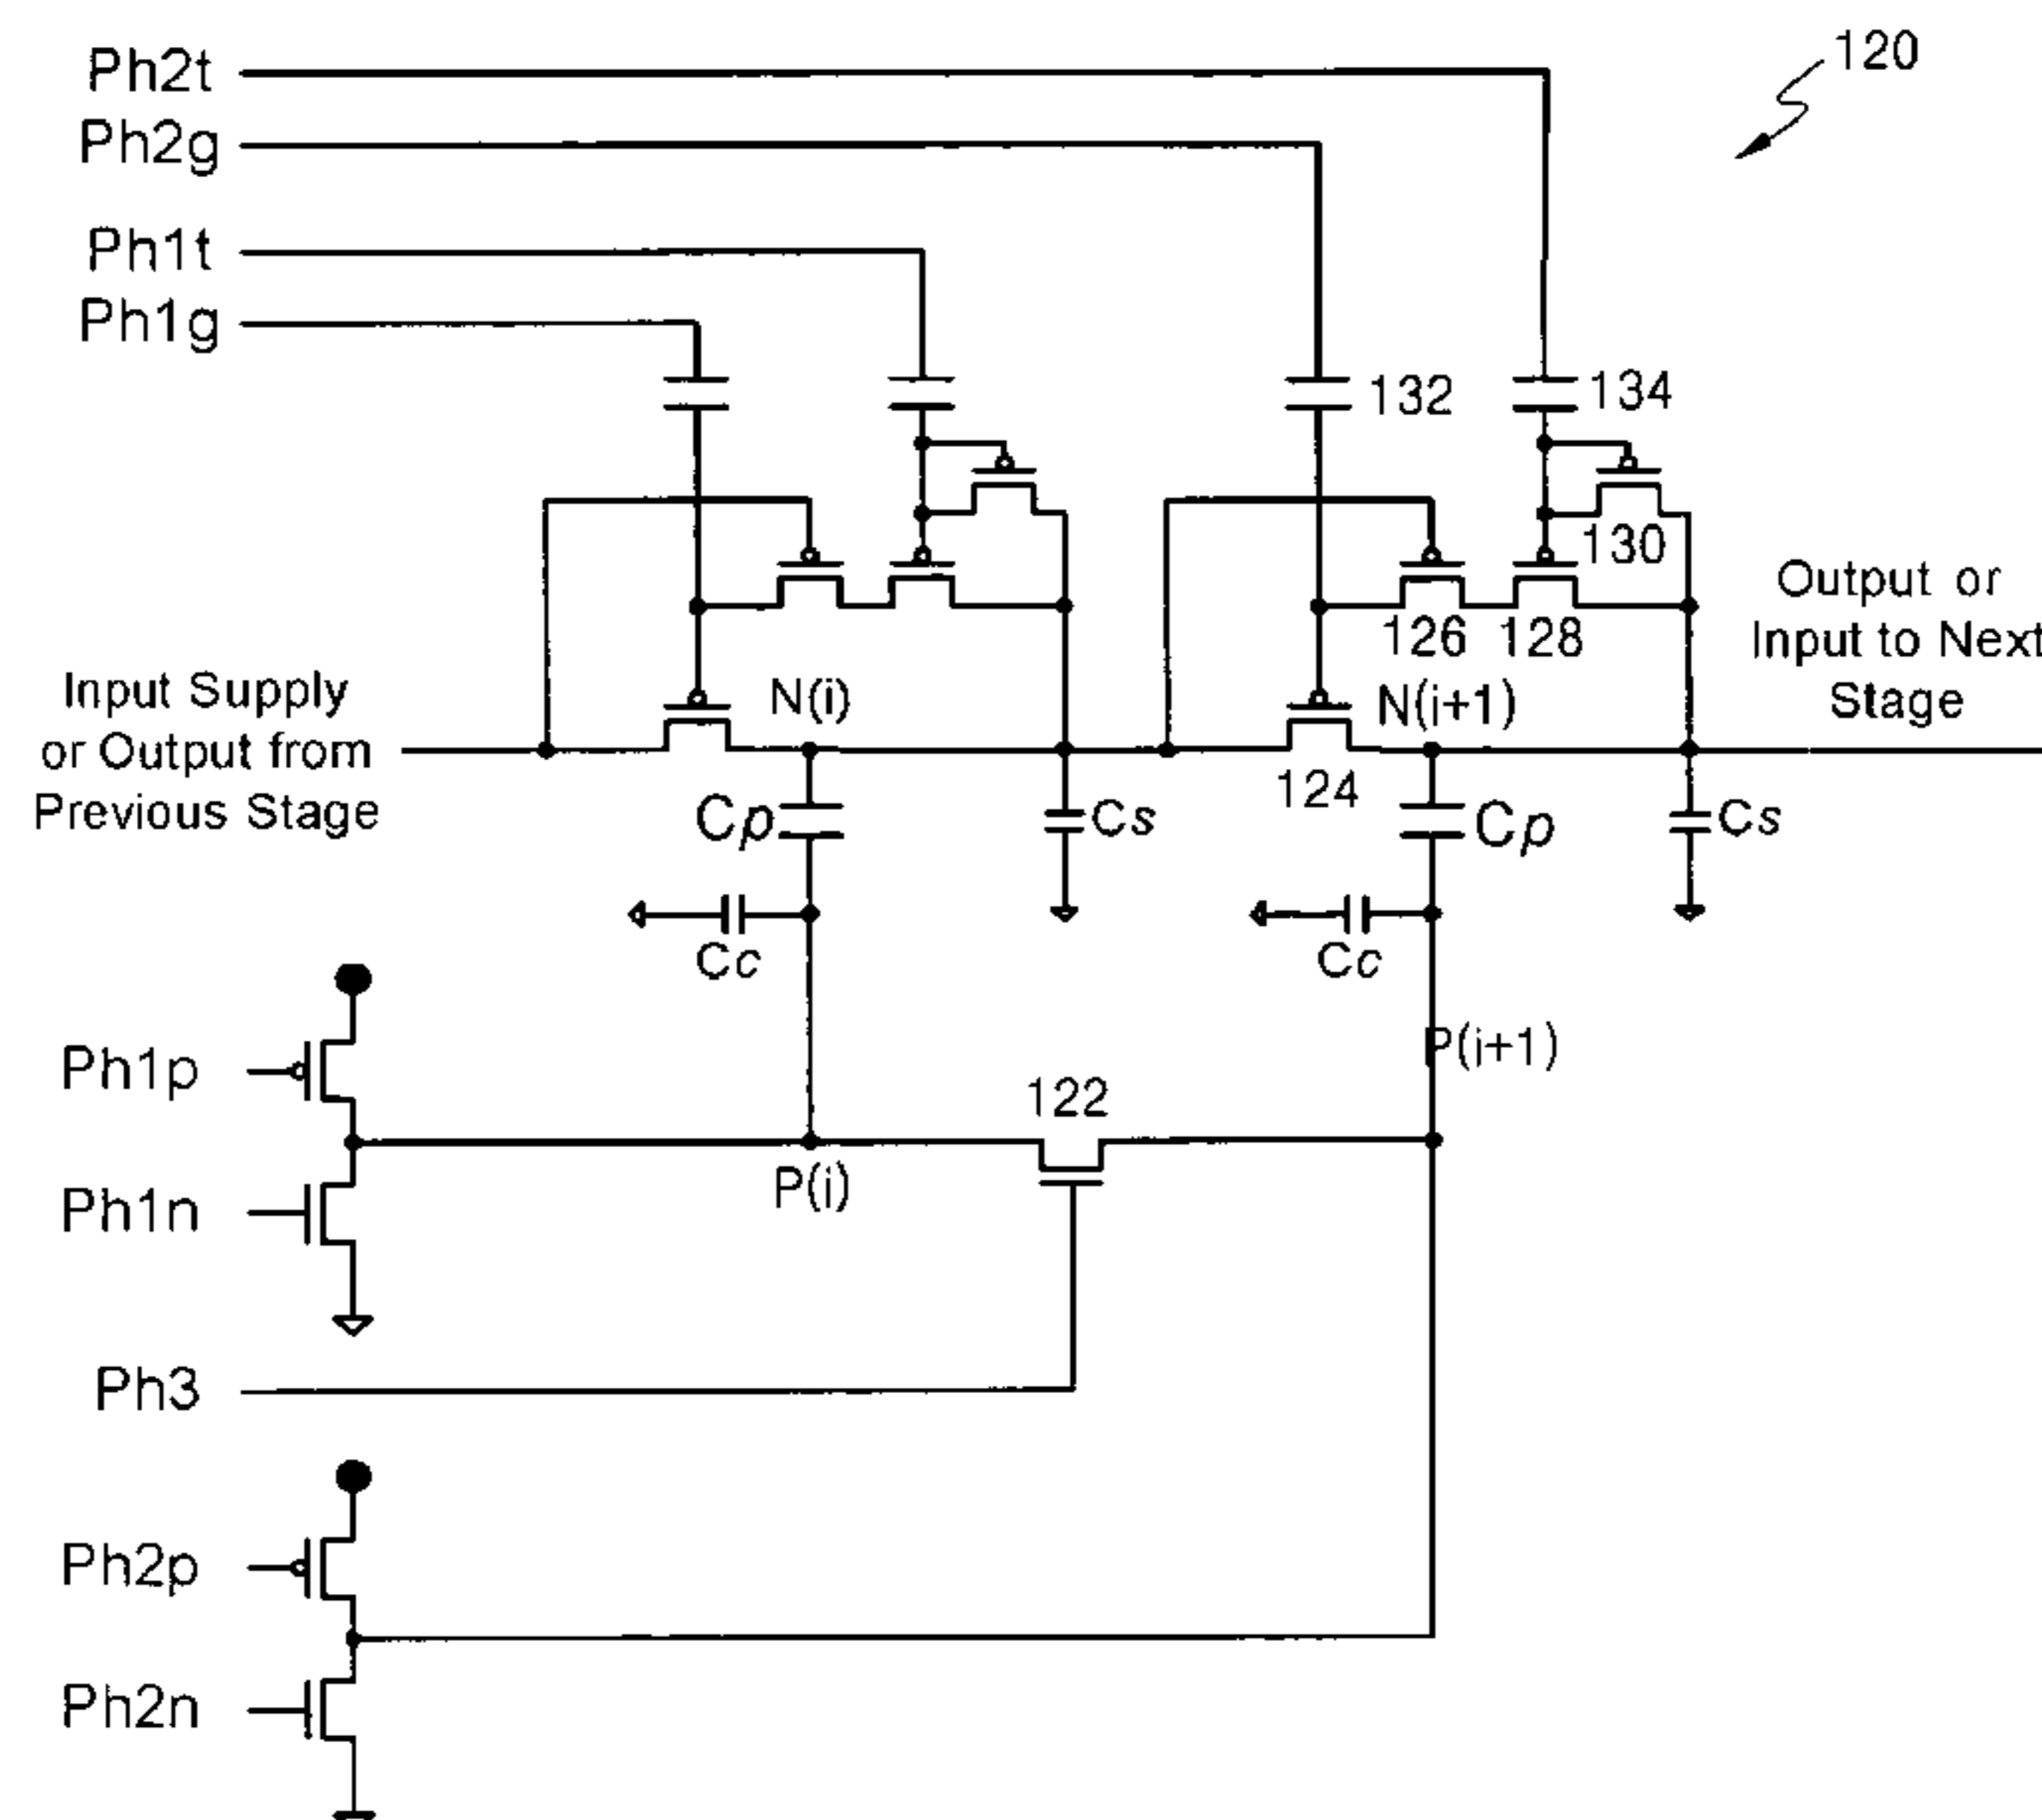 120
Ph2t
Ph2g
Ph1t
Ph1g
132
134
130
126
128
Output or
Input to Next
Stage
Input Supply
or Output from
Previous Stage
N(i)
N(i+1)
124
Cp
Cs
Cp
Cs
Cc
Cc
P(i+1)
Ph1p
122
P(i)
Ph1n
Ph3
Ph2p
Ph2n